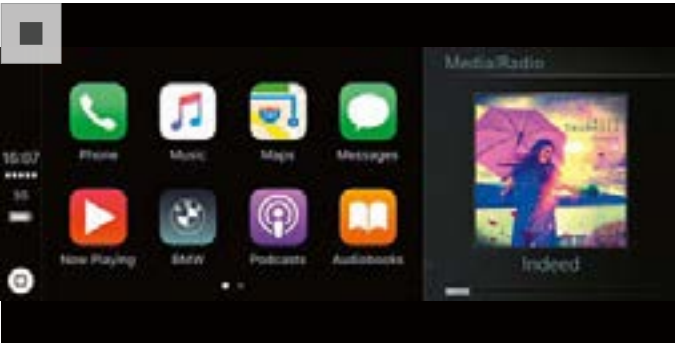 Media/Radio
Phone
Music
Maps
Messages
16:07
Now Playing
BMW
Podcasts
Audiobooks
Indeed